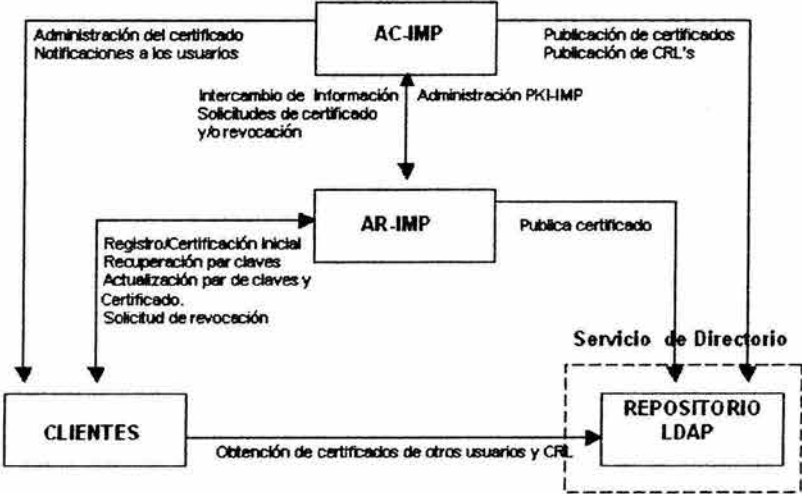 AC-IMP
Administración del certificado
Notificaciones a los usuarios
Publicación de certificados
Publicación de CRL's
Intercambio de Información
Solicitudes de certificado
y/o revocación
Administración PKI-IMP
AR-IMP
Publica certificado
Registro/Certificación Inicial
Recuperación par claves
Actualización par de claves y
Certificado.
Solicitud de revocación
Servicio de Directorio
CLIENTES
REPOSITORIO
LDAP
Obtención de certificados de otros usuarios y CRL